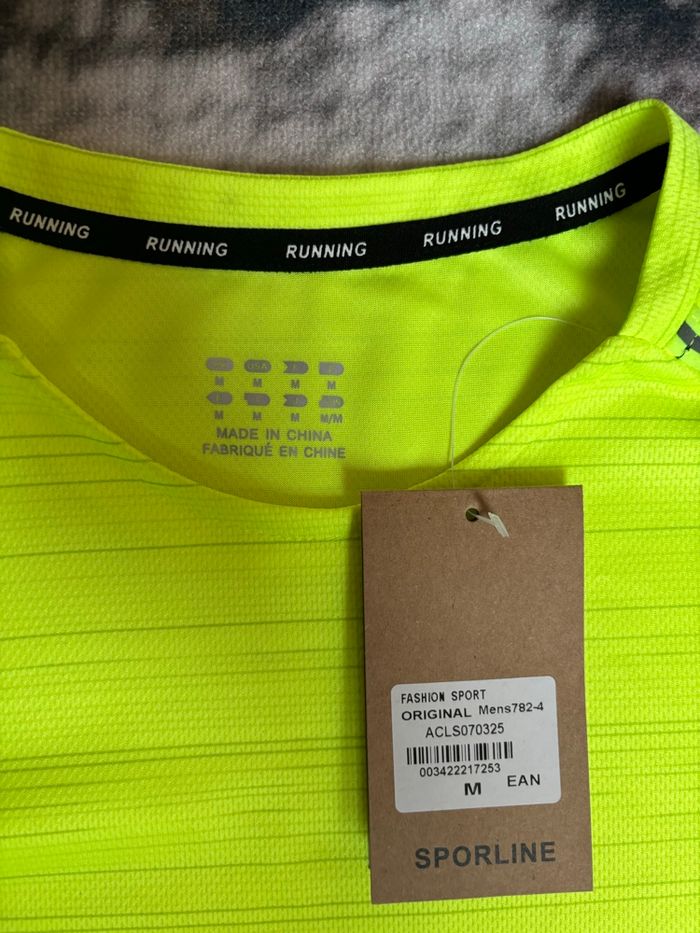 RUNNING RUNNING RUNNING RUNNING RUNNING
USA
M M M M
M M M M/M
MADE IN CHINA
FABRIQUÉ EN CHINE
FASHION SPORT
ORIGINAL Mens782-4
ACLS070325
003422217253
M EAN
SPORLINE